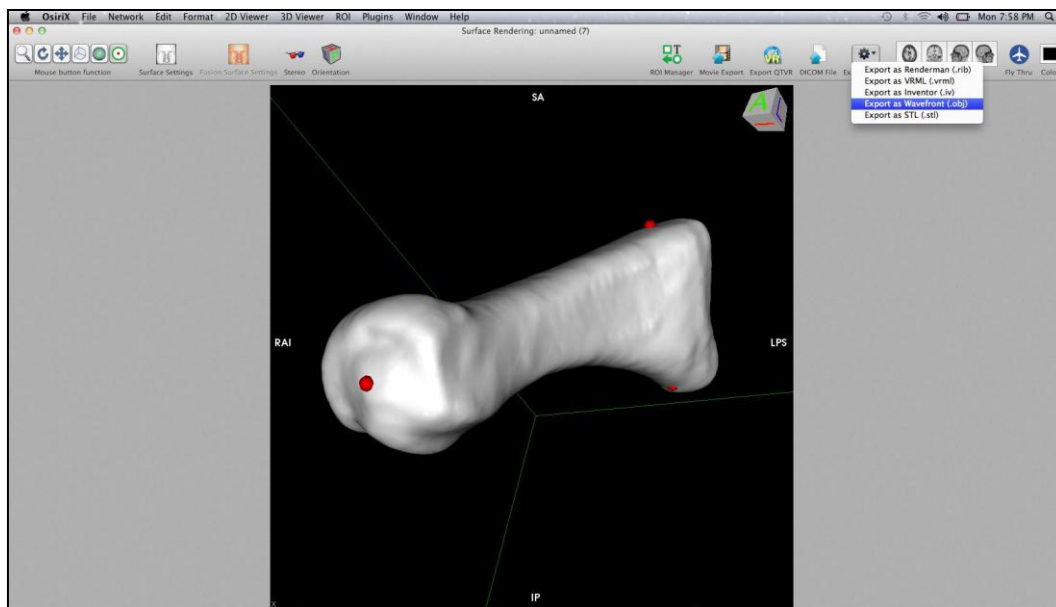 OsiriX File Network Edit Format 2D Viewer 3D Viewer ROI Plugins Window Help Mon 7:58 PM
Surface Rendering: unnamed (7)
Mouse button function Surface Settings Fusion Surface Settings Stereo Orientation ROI Manager Movie Export Export QTVR DICOM File Fly Thru
Export as Renderman (.rib)
Export as VRML (.vrml)
Export as Inventor (.iv)
Export as Wavefront (.obj)
Export as STL (.stl)
SA
A
RAI
LPS
IP